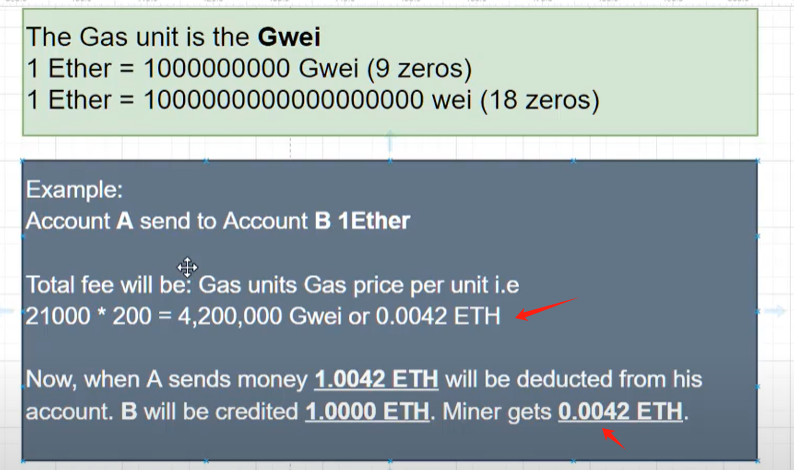 The Gas unit is the Gwei
1 Ether = 1000000000 Gwei (9 zeros)
1 Ether = 1000000000000000000 wei (18 zeros)
Example:
Account A send to Account B 1Ether
Total fee will be: Gas units Gas price per unit i.e
21000 * 200 = 4,200,000 Gwei or 0.0042 ETH
Now, when A sends money 1.0042 ETH will be deducted from his
account. B will be credited 1.0000 ETH. Miner gets 0.0042 ETH.